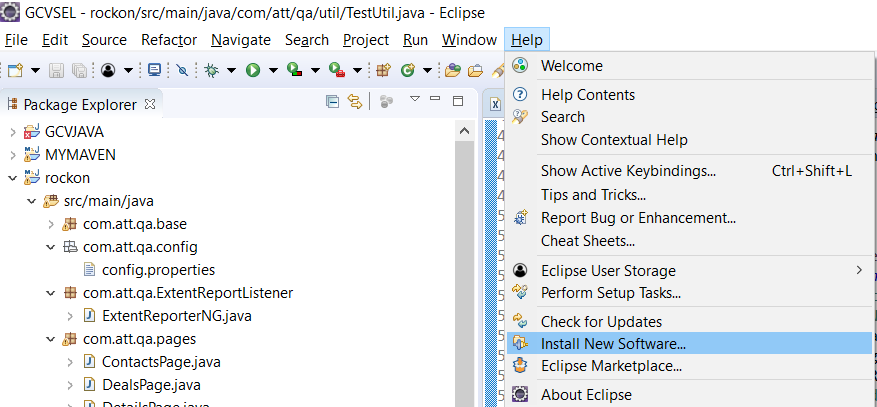 GCVSEL - rockon/src/main/java/com/att/qa/util/TestUtil.java - Eclipse
File Edit Source Refactor Navigate Search Project Run Window Help
Package Explorer
GCVJAVA
MYMAVEN
rockon
src/main/java
com.att.qa.base
com.att.qa.config
config.properties
com.att.qa.ExtentReportListener
ExtentReporterNG.java
com.att.qa.pages
ContactsPage.java
DealsPage.java
DetailsPage.java
Welcome
Help Contents
Search
Show Contextual Help
Show Active Keybindings... Ctrl+Shift+L
Tips and Tricks...
Report Bug or Enhancement...
Cheat Sheets...
Eclipse User Storage
Perform Setup Tasks...
Check for Updates
Install New Software...
Eclipse Marketplace...
About Eclipse